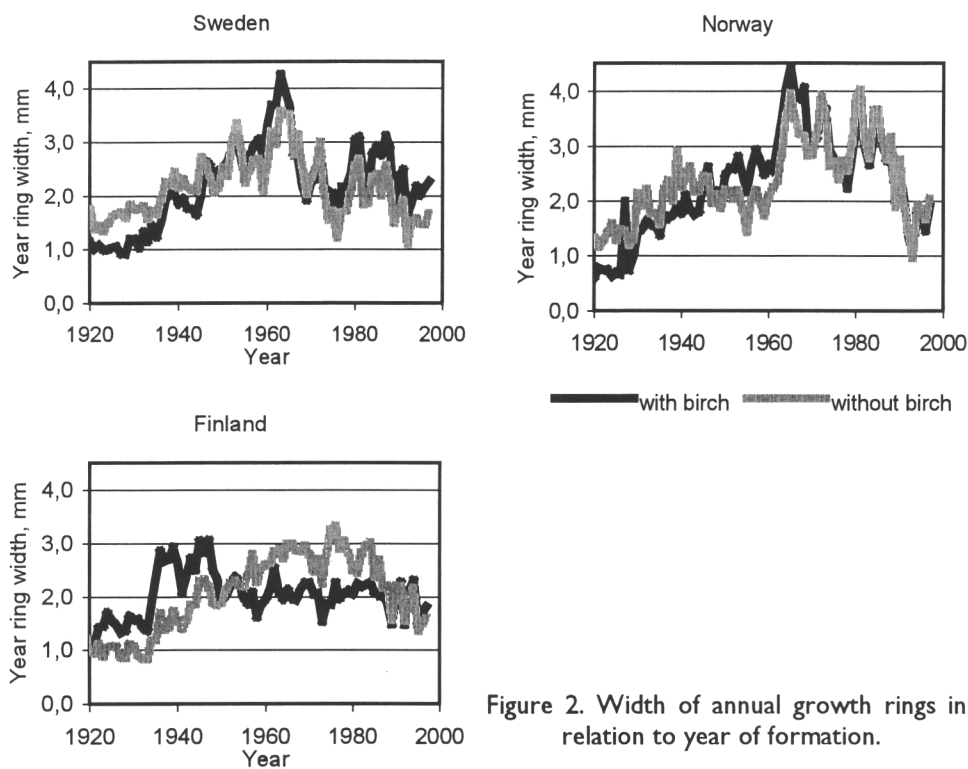 Sweden
Year ring width, mm
4,0
3,0
2,0
1,0
0,0
1920 1940 1960 1980 2000
Year
Norway
Year ring width, mm
4,0
3,0
2,0
1,0
0,0
1920 1940 1960 1980 2000
with birch without birch
Finland
Year ring width, mm
4,0
3,0
2,0
1,0
0,0
1920 1940 1960 1980 2000
Year
Figure 2. Width of annual growth rings in
relation to year of formation.